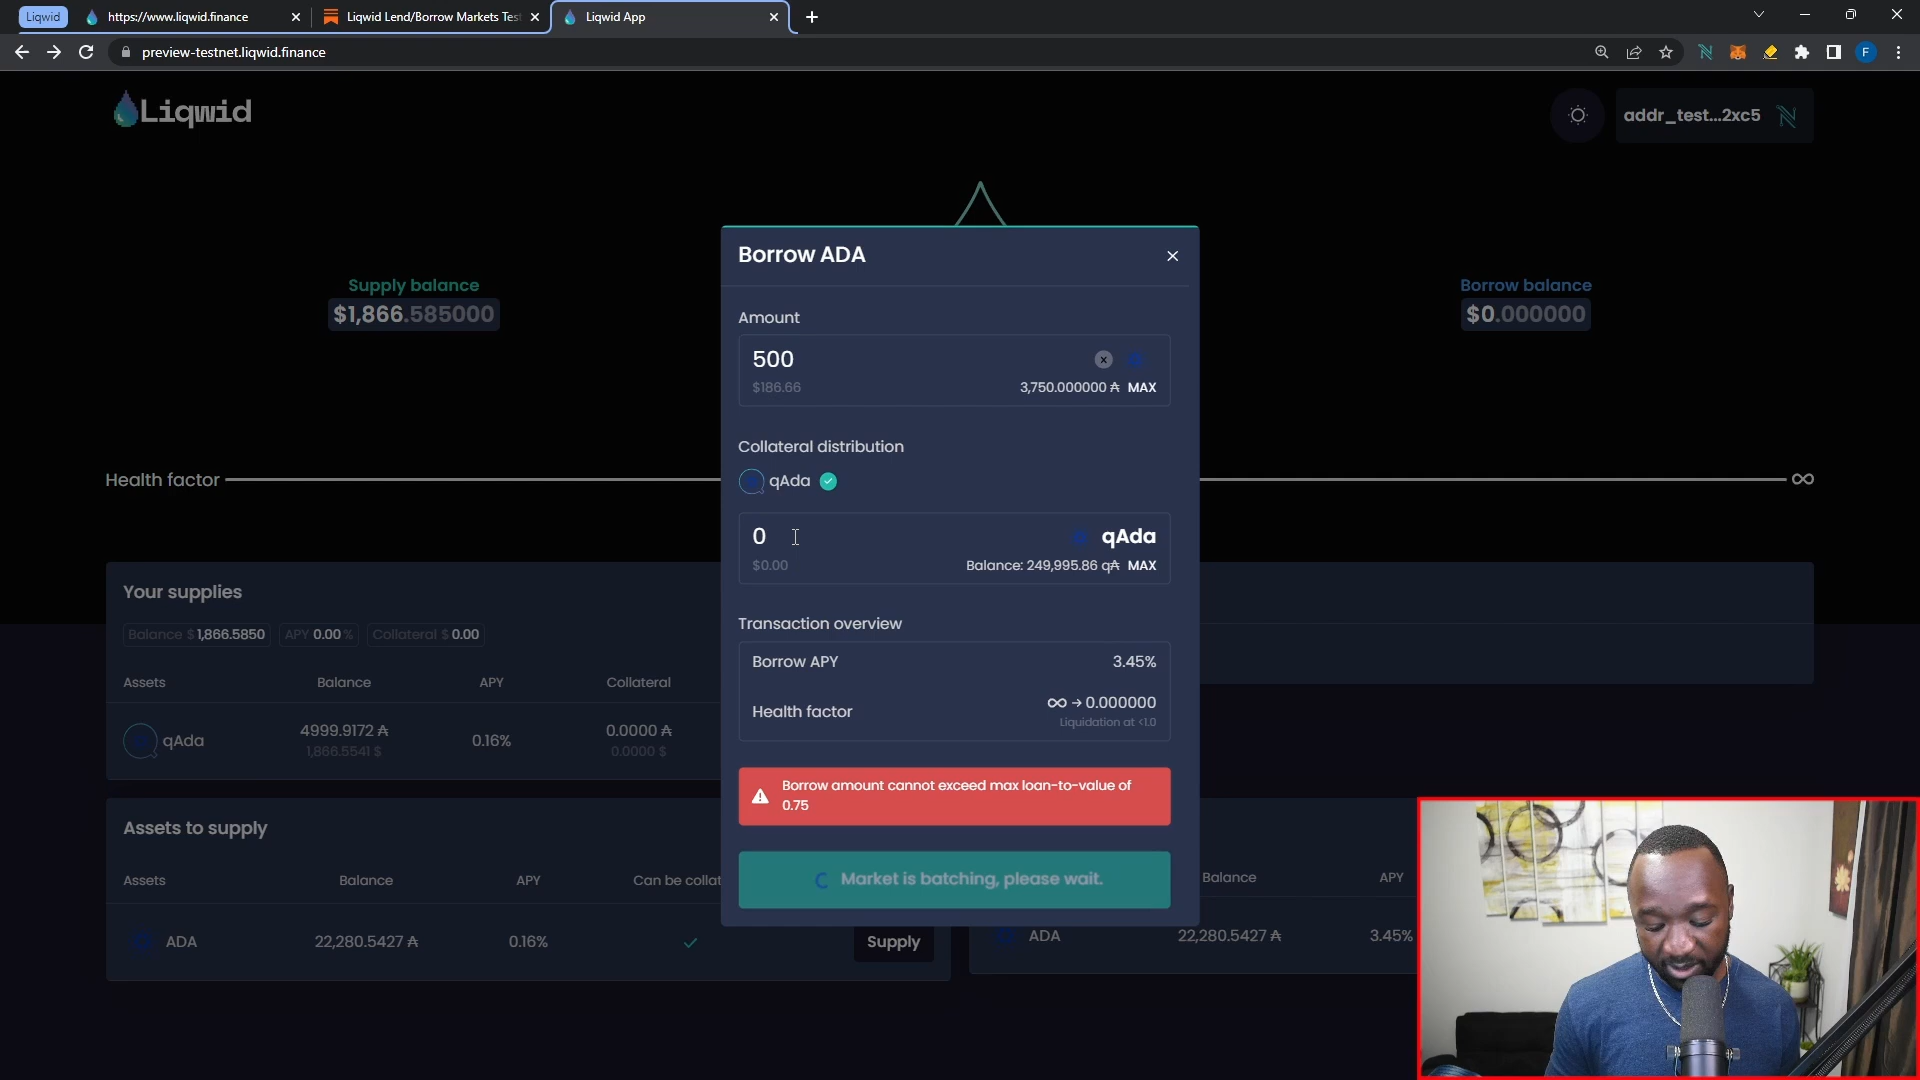 Liqwid
https://www.liqwid.finance
Liqwid Lend/Borrow Markets Tes
Liqwid App
preview-testnet.liqwid.finance
F
Liqwid
addr_test...2xc5
Supply balance
$1,866.585000
Borrow balance
$0.000000
Health factor
Borrow ADA
Amount
500
$186.66
3,750.000000 ₳ MAX
Collateral distribution
qAda
0
qAda
$0.00
Balance: 249,995.86 q₳ MAX
Transaction overview
Borrow APY
3.45%
Health factor
∞ → 0.000000
Liquidation at <1.0
Borrow amount cannot exceed max loan-to-value of
0.75
Market is batching, please wait.
Your supplies
Balance $ 1,866.5850
APY 0.00 %
Collateral $ 0.00
Assets
Balance
APY
Collateral
qAda
4999.9172 ₳
1,866.5541 $
0.16%
0.0000 ₳
0.0000 $
Assets to supply
Assets
Balance
APY
Can be collat
ADA
22,280.5427 ₳
0.16%
Supply
Balance
APY
ADA
22,280.5427 ₳
3.45%